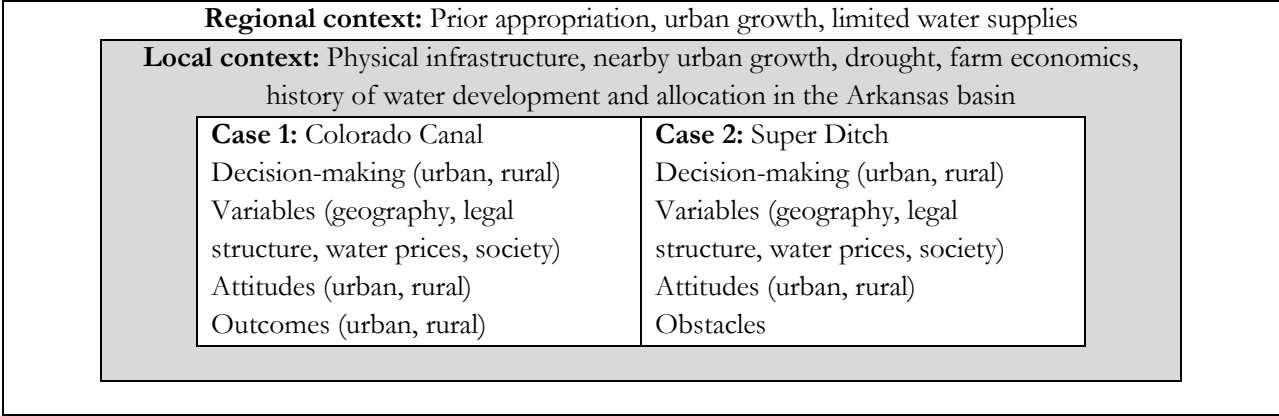 Regional context: Prior appropriation, urban growth, limited water supplies
Local context: Physical infrastructure, nearby urban growth, drought, farm economics,
history of water development and allocation in the Arkansas basin
Case 1: Colorado Canal
Decision-making (urban, rural)
Variables (geography, legal
structure, water prices, society)
Attitudes (urban, rural)
Outcomes (urban, rural)
Case 2: Super Ditch
Decision-making (urban, rural)
Variables (geography, legal
structure, water prices, society)
Attitudes (urban, rural)
Obstacles